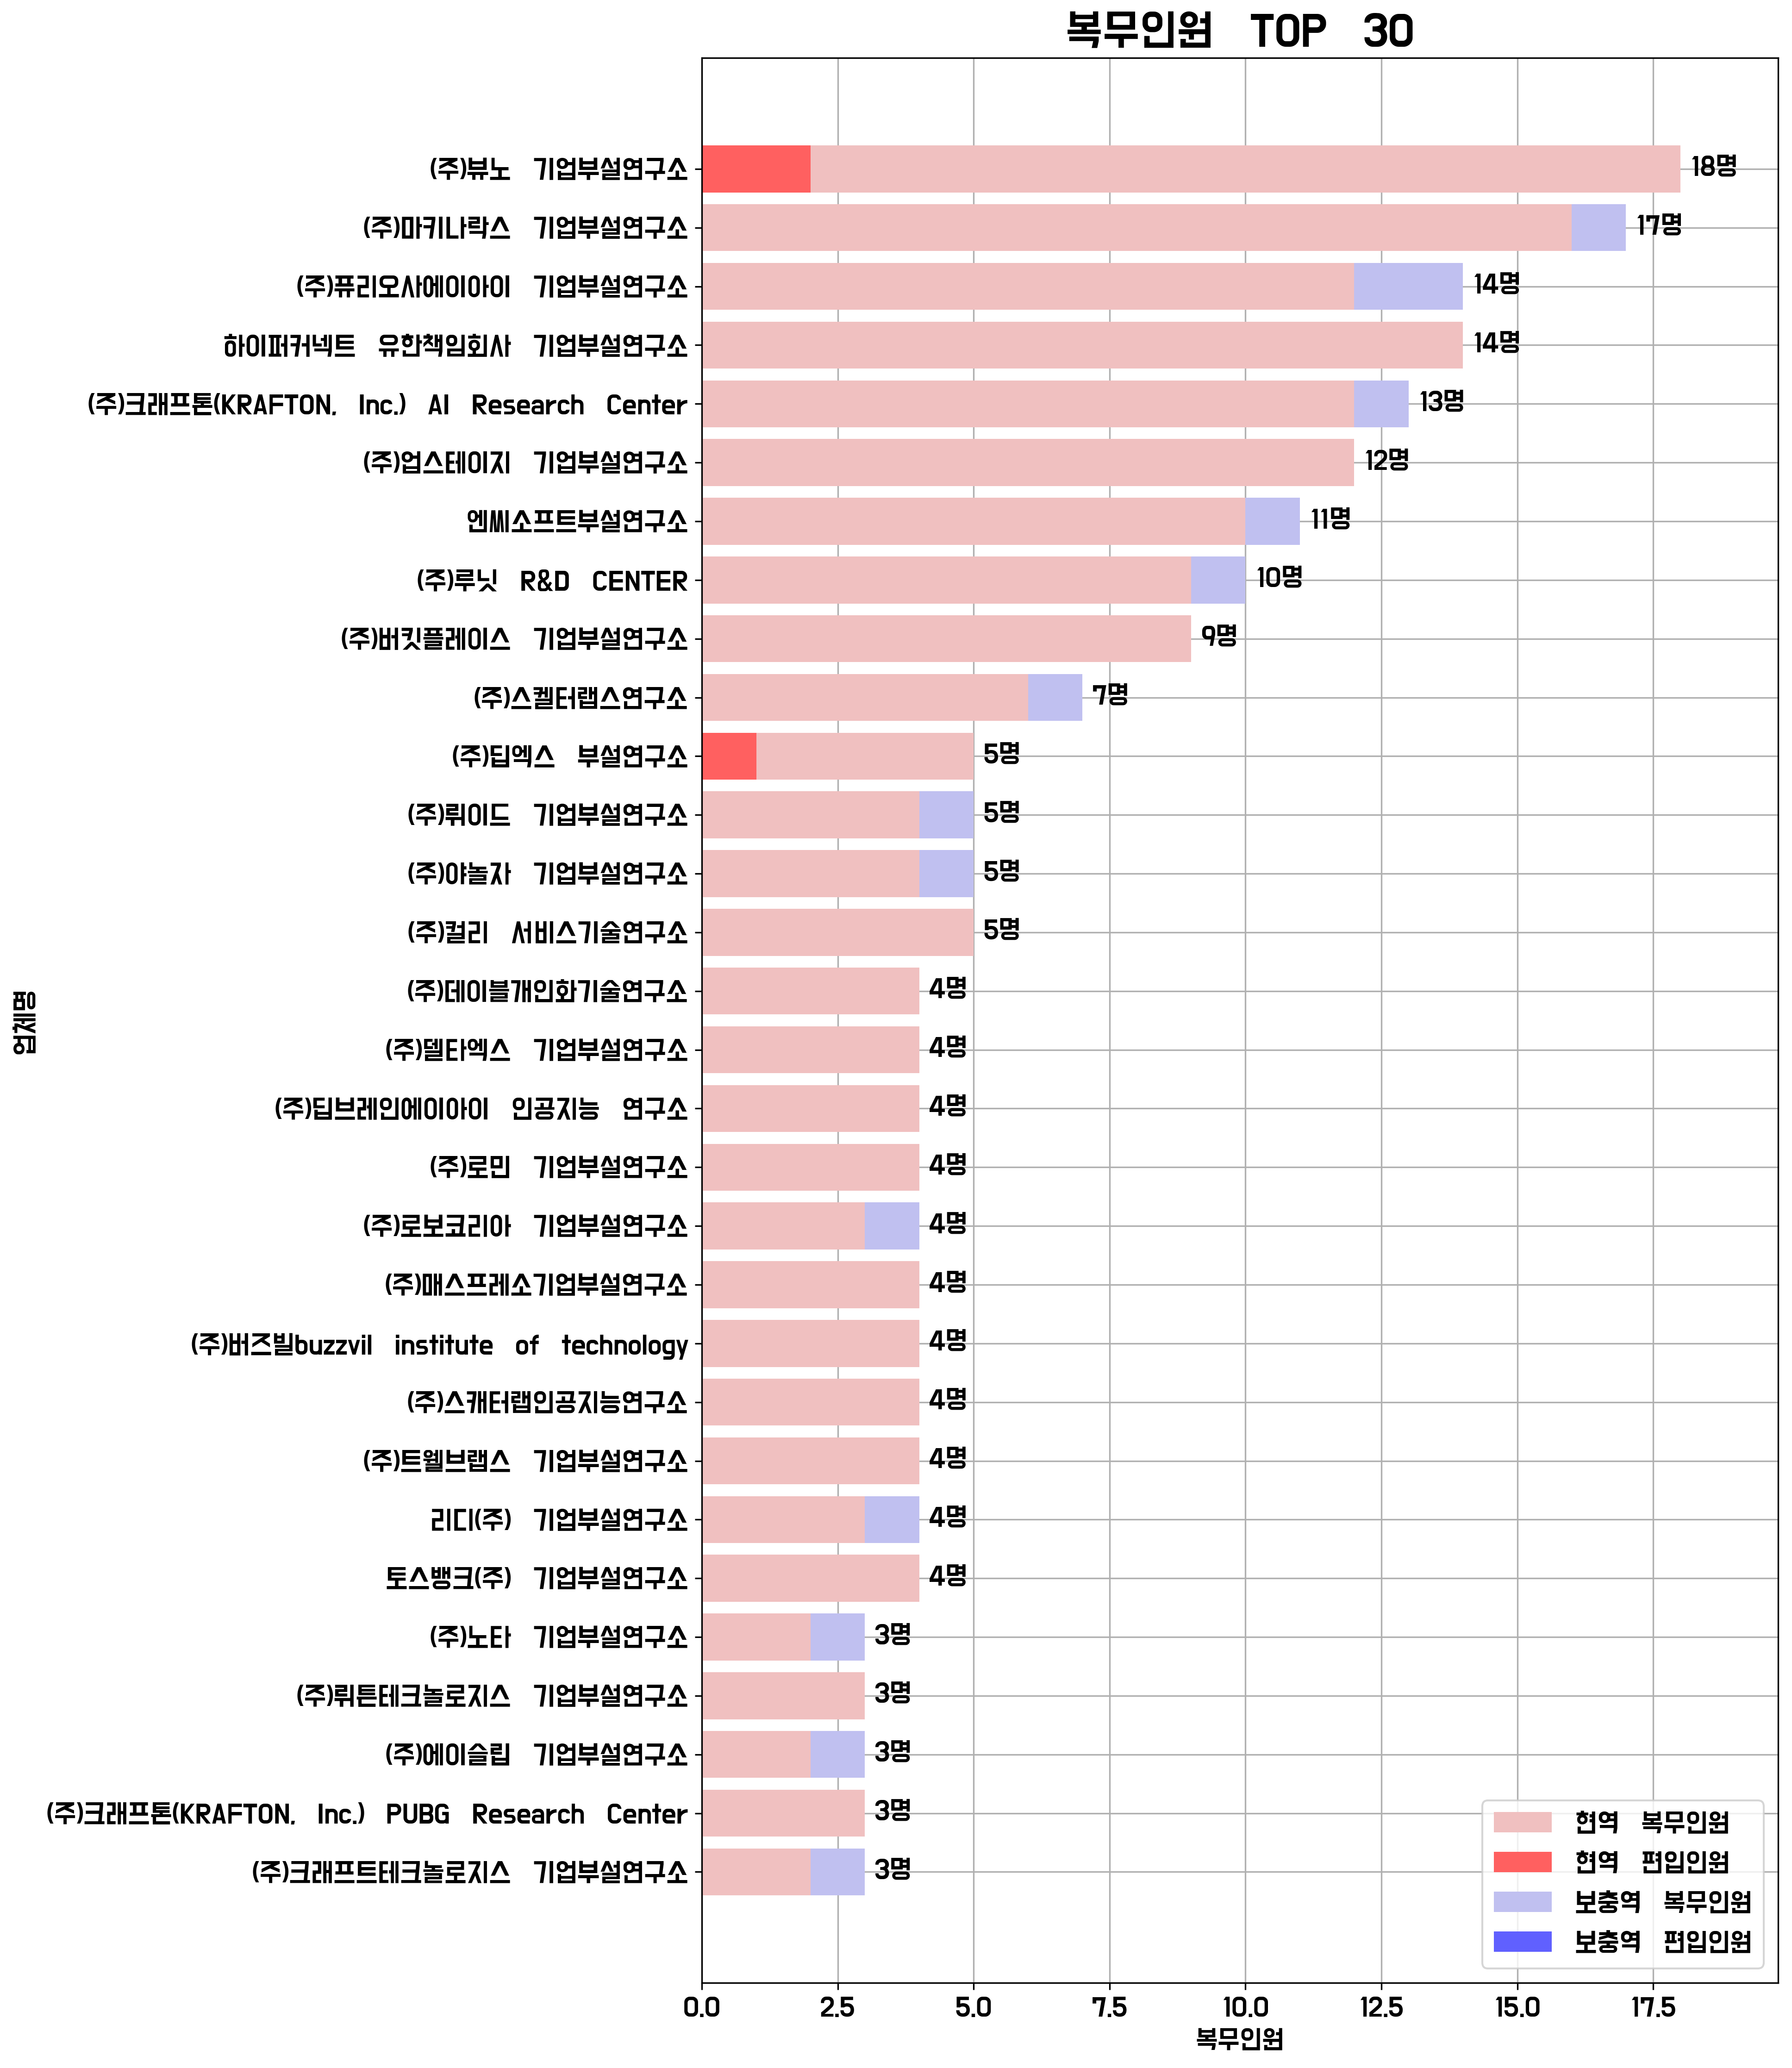 복무인원 TOP 30
(주)뷰노 기업부설연구소 18명
(주)마키나락스 기업부설연구소 17명
(주)퓨리오사에이아이 기업부설연구소 14명
하이퍼커넥트 유한책임회사 기업부설연구소 14명
(주)크래프톤(KRAFTON, Inc.) AI Research Center 13명
(주)업스테이지 기업부설연구소 12명
엔씨소프트부설연구소 11명
(주)루닛 R&D CENTER 10명
(주)버킷플레이스 기업부설연구소 9명
(주)스켈터랩스연구소 7명
(주)딥엑스 부설연구소 5명
(주)뤼이드 기업부설연구소 5명
(주)야놀자 기업부설연구소 5명
(주)컬리 서비스기술연구소 5명
(주)데이블개인화기술연구소 4명
(주)델타엑스 기업부설연구소 4명
(주)딥브레인에이아이 인공지능 연구소 4명
(주)로민 기업부설연구소 4명
(주)로보코리아 기업부설연구소 4명
(주)매스프레소기업부설연구소 4명
(주)버즈빌buzzvil institute of technology 4명
(주)스캐터랩인공지능연구소 4명
(주)트웰브랩스 기업부설연구소 4명
리디(주) 기업부설연구소 4명
토스뱅크(주) 기업부설연구소 4명
(주)노타 기업부설연구소 3명
(주)뤼튼테크놀로지스 기업부설연구소 3명
(주)에이슬립 기업부설연구소 3명
(주)크래프톤(KRAFTON, Inc.) PUBG Research Center 3명
(주)크래프트테크놀로지스 기업부설연구소 3명
업체명
현역 복무인원
현역 편입인원
보충역 복무인원
보충역 편입인원
0.0 2.5 5.0 7.5 10.0 12.5 15.0 17.5
복무인원